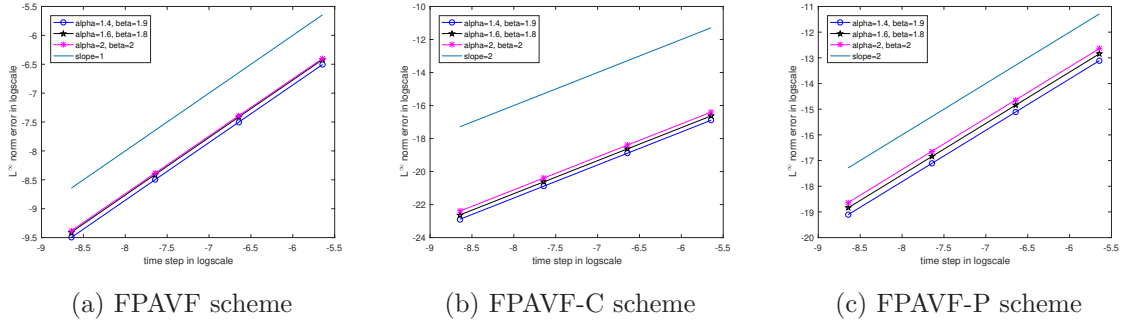 -5.5
-6
-6.5
-7
-7.5
-8
-8.5
-9
-9.5
L∞ norm error in logscale
alpha=1.4, beta=1.9
alpha=1.6, beta=1.8
alpha=2, beta=2
slope=1
-9 -8.5 -8 -7.5 -7 -6.5 -6 -5.5
time step in logscale
(a) FPAVF scheme
-10
-12
-14
-16
-18
-20
-22
-24
L∞ norm error in logscale
alpha=1.4, beta=1.9
alpha=1.6, beta=1.8
alpha=2, beta=2
slope=2
-9 -8.5 -8 -7.5 -7 -6.5 -6 -5.5
time step in logscale
(b) FPAVF-C scheme
-11
-12
-13
-14
-15
-16
-17
-18
-19
-20
L∞ norm error in logscale
alpha=1.4, beta=1.9
alpha=1.6, beta=1.8
alpha=2, beta=2
slope=2
-9 -8.5 -8 -7.5 -7 -6.5 -6 -5.5
time step in logscale
(c) FPAVF-P scheme